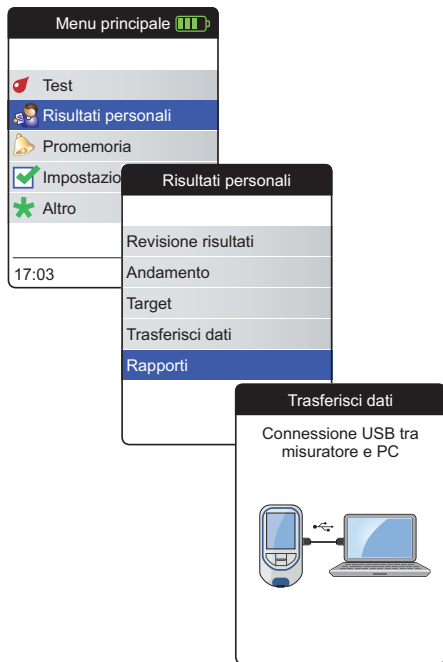 Menu principale
Test
Risultati personali
Promemoria
Impostazio
Altro
17:03
Risultati personali
Revisione risultati
Andamento
Target
Trasferisci dati
Rapporti
Trasferisci dati
Connessione USB tra
misuratore e PC